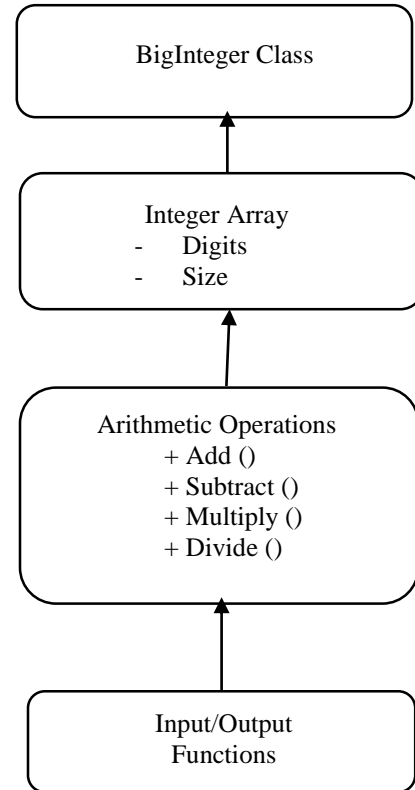 BigInteger Class
Integer Array
- Digits
- Size
Arithmetic Operations
+ Add ()
+ Subtract ()
+ Multiply ()
+ Divide ()
Input/Output
Functions